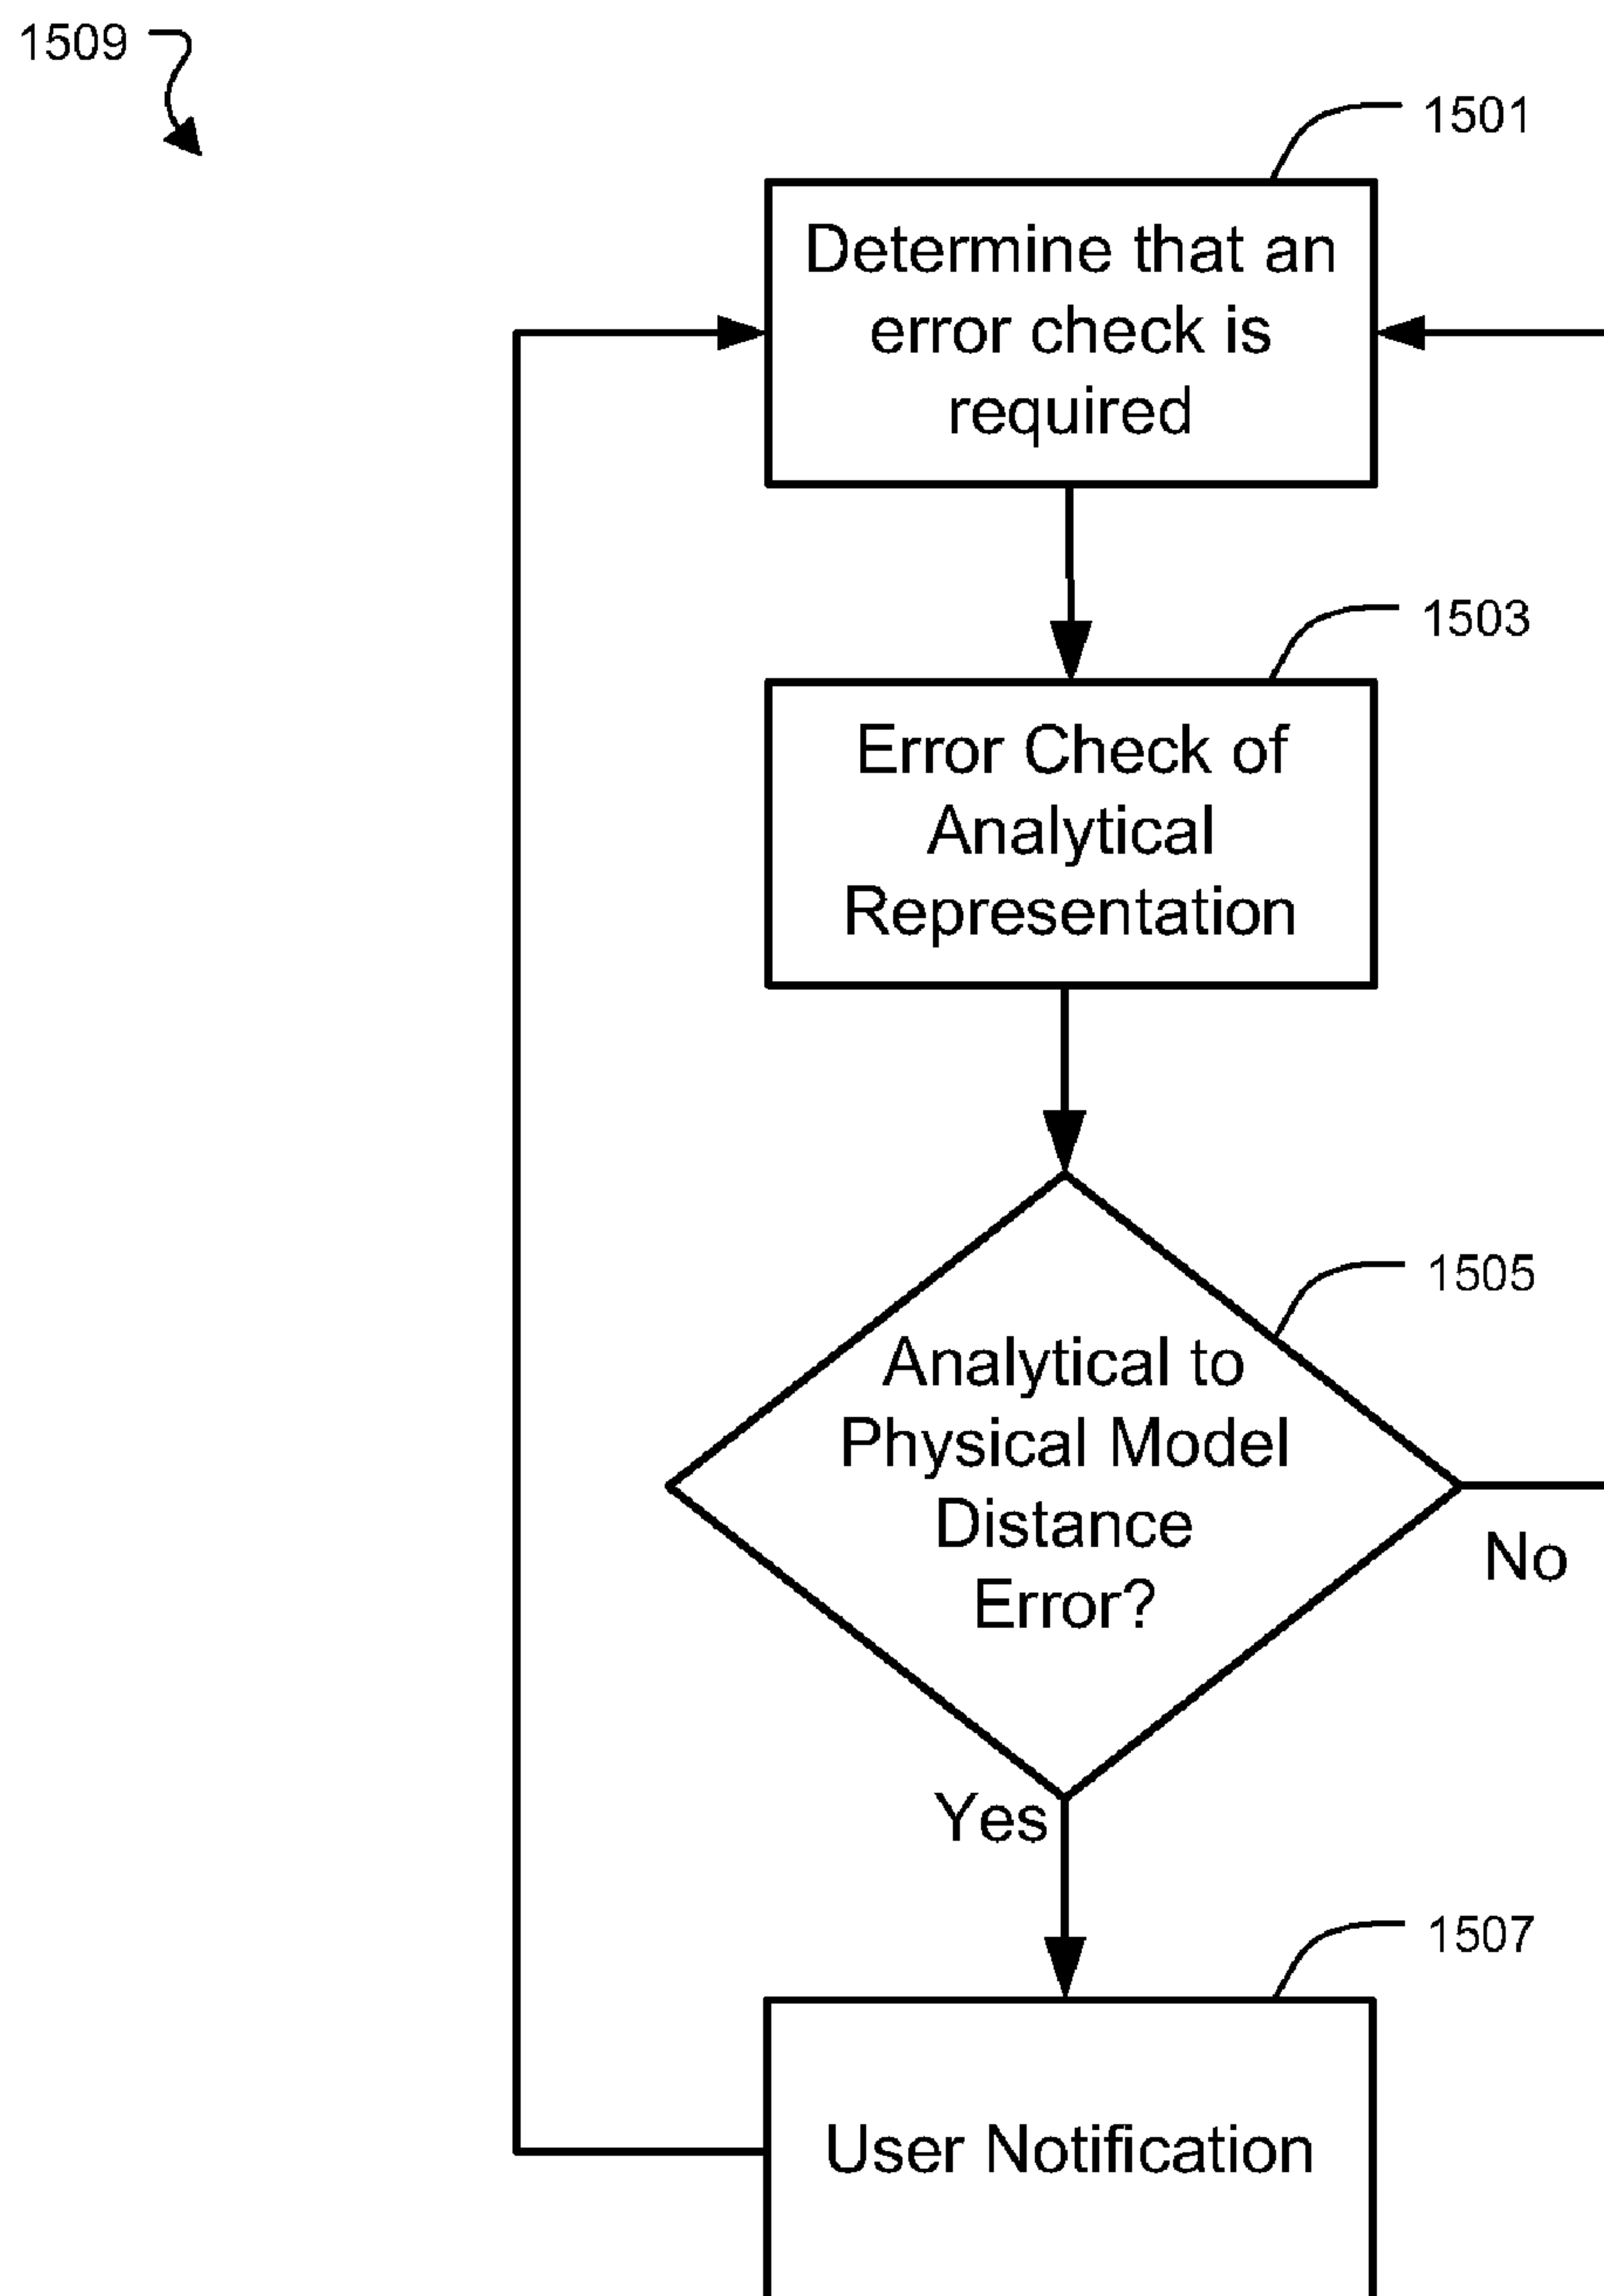 1509
1501
Determine that an
error check is
required
1503
Error Check of
Analytical
Representation
1505
Analytical to
Physical Model
Distance
Error?
No
Yes
1507
User Notification